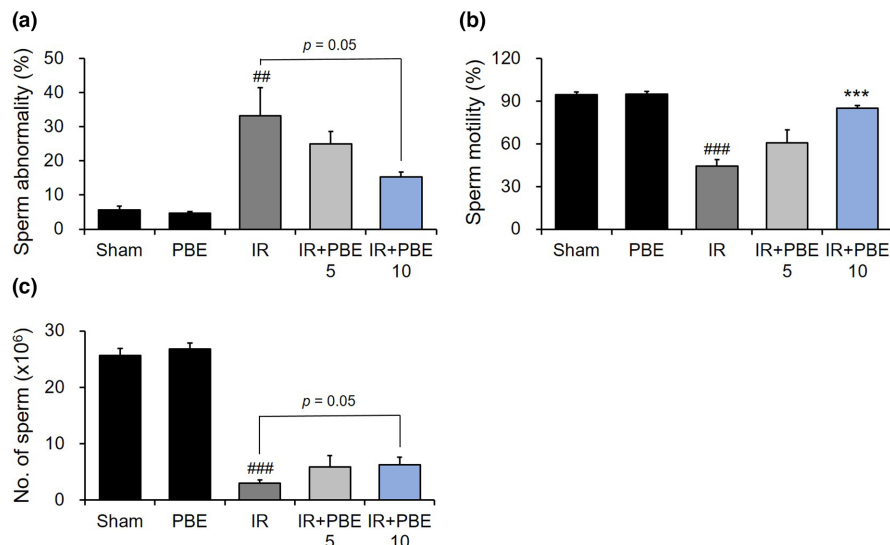 (a)
Sperm abnormality (%)
50
40
30
20
10
0
p = 0.05
##
Sham PBE IR IR+PBE IR+PBE
5 10
(b)
Sperm motility (%)
120
90
60
30
0
###
***
Sham PBE IR IR+PBE IR+PBE
5 10
(c)
No. of sperm (x10⁶)
30
20
10
0
p = 0.05
###
Sham PBE IR IR+PBE IR+PBE
5 10